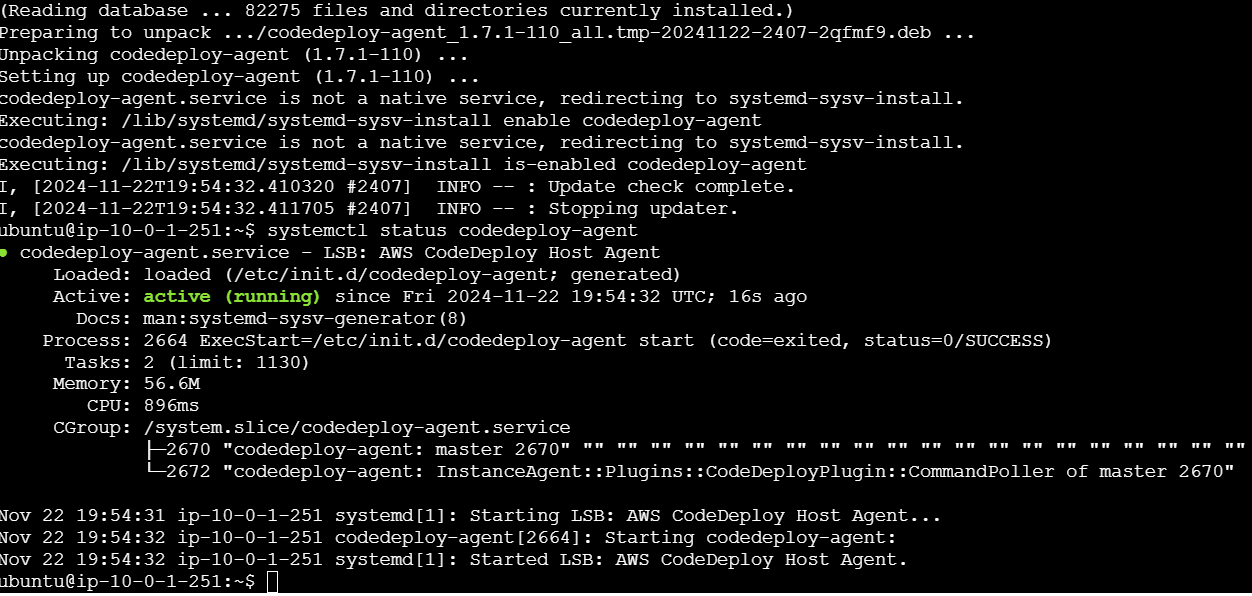 (Reading database ... 82275 files and directories currently installed.)
Preparing to unpack .../codedeploy-agent_1.7.1-110_all.tmp-20241122-2407-2qfmf9.deb ...
Unpacking codedeploy-agent (1.7.1-110) ...
Setting up codedeploy-agent (1.7.1-110) ...
codedeploy-agent.service is not a native service, redirecting to systemd-sysv-install.
Executing: /lib/systemd/systemd-sysv-install enable codedeploy-agent
codedeploy-agent.service is not a native service, redirecting to systemd-sysv-install.
Executing: /lib/systemd/systemd-sysv-install is-enabled codedeploy-agent
I, [2024-11-22T19:54:32.410320 #2407]  INFO -- : Update check complete.
I, [2024-11-22T19:54:32.411705 #2407]  INFO -- : Stopping updater.
ubuntu@ip-10-0-1-251:~$ systemctl status codedeploy-agent
● codedeploy-agent.service - LSB: AWS CodeDeploy Host Agent
     Loaded: loaded (/etc/init.d/codedeploy-agent; generated)
     Active: active (running) since Fri 2024-11-22 19:54:32 UTC; 16s ago
       Docs: man:systemd-sysv-generator(8)
    Process: 2664 ExecStart=/etc/init.d/codedeploy-agent start (code=exited, status=0/SUCCESS)
      Tasks: 2 (limit: 1130)
     Memory: 56.6M
        CPU: 896ms
     CGroup: /system.slice/codedeploy-agent.service
             ├─2670 "codedeploy-agent: master 2670" "" "" "" "" "" "" "" "" "" "" "" "" "" "" "" "" "" "" "" ""
             └─2672 "codedeploy-agent: InstanceAgent::Plugins::CodeDeployPlugin::CommandPoller of master 2670"
Nov 22 19:54:31 ip-10-0-1-251 systemd[1]: Starting LSB: AWS CodeDeploy Host Agent...
Nov 22 19:54:32 ip-10-0-1-251 codedeploy-agent[2664]: Starting codedeploy-agent:
Nov 22 19:54:32 ip-10-0-1-251 systemd[1]: Started LSB: AWS CodeDeploy Host Agent.
ubuntu@ip-10-0-1-251:~$